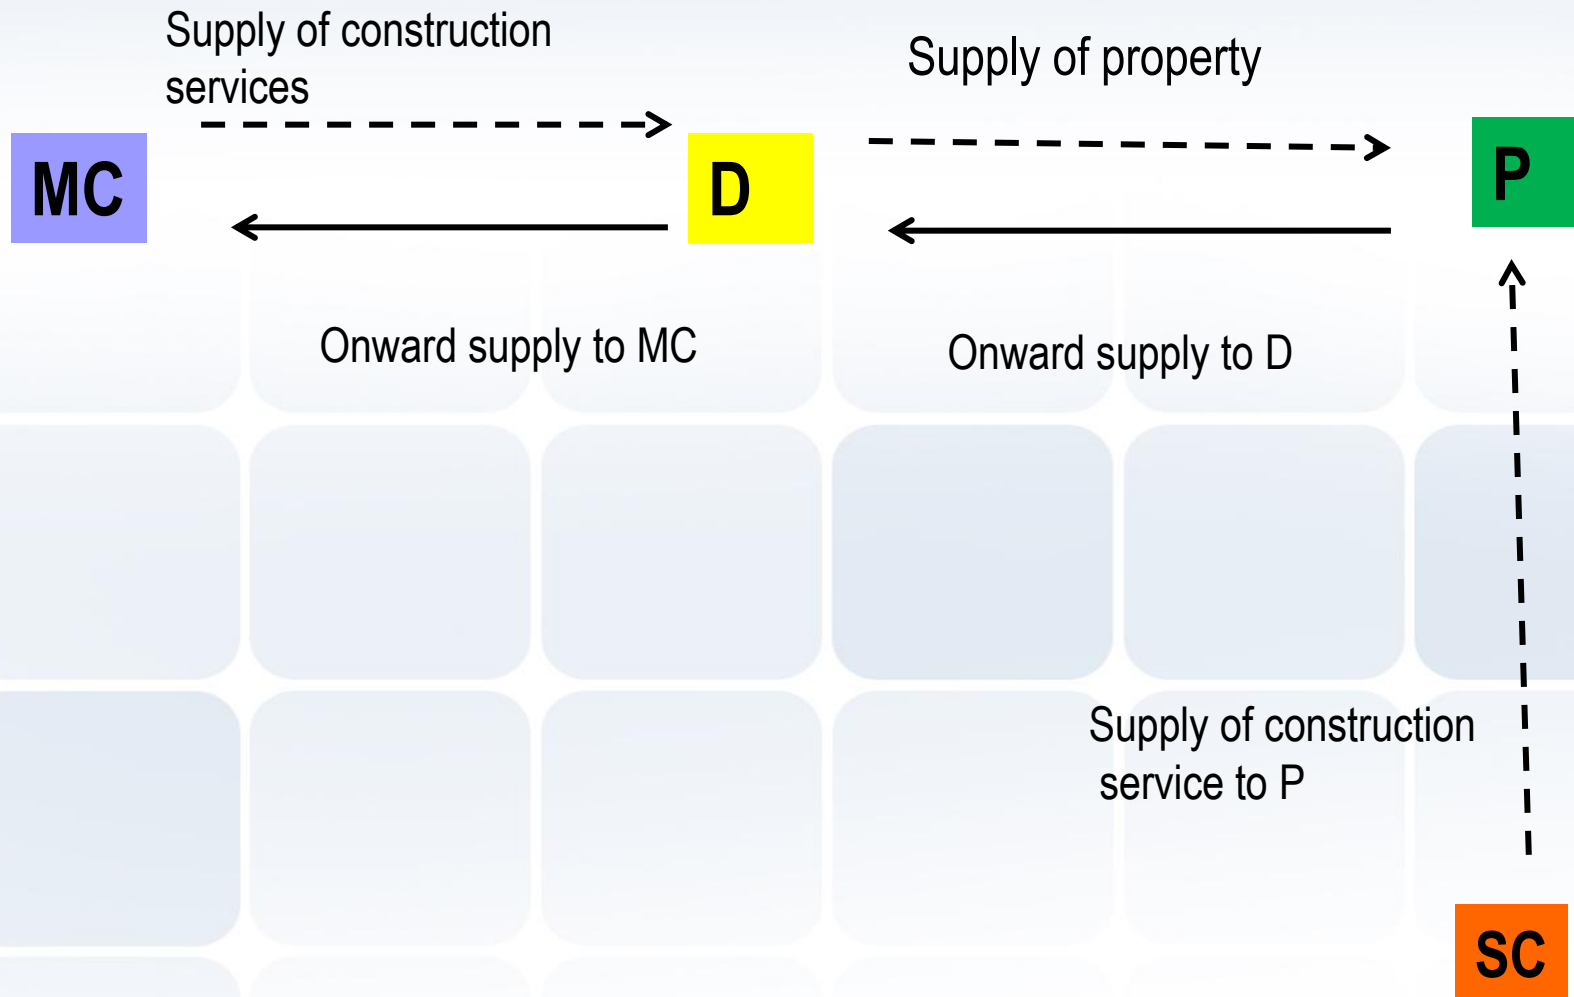 Supply of construction
services
Supply of property
MC
D
P
Onward supply to MC
Onward supply to D
Supply of construction
service to P
SC